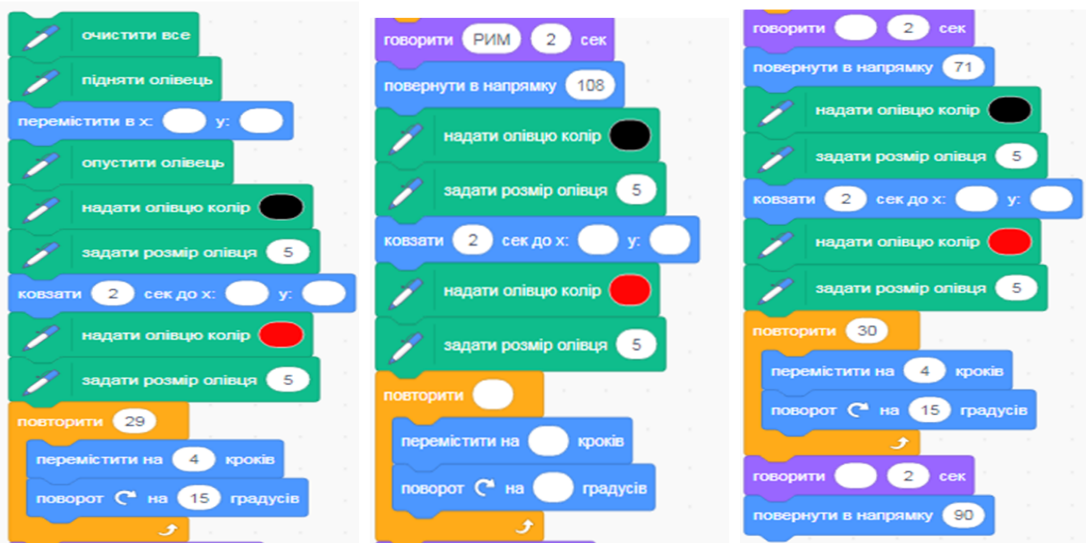 очистити все
підняти олівець
перемістити в x: y:
опустити олівець
надати олівцю колір
задати розмір олівця 5
ковзати 2 сек до x: y:
надати олівцю колір
задати розмір олівця 5
повторити 29
перемістити на 4 кроків
поворот на 15 градусів
говорити РИМ 2 сек
повернути в напрямку 108
надати олівцю колір
задати розмір олівця 5
ковзати 2 сек до x: y:
надати олівцю колір
задати розмір олівця 5
повторити
перемістити на кроків
поворот на градусів
говорити 2 сек
повернути в напрямку 71
надати олівцю колір
задати розмір олівця 5
ковзати 2 сек до x: y:
надати олівцю колір
задати розмір олівця 5
повторити 30
перемістити на 4 кроків
поворот на 15 градусів
говорити 2 сек
повернути в напрямку 90